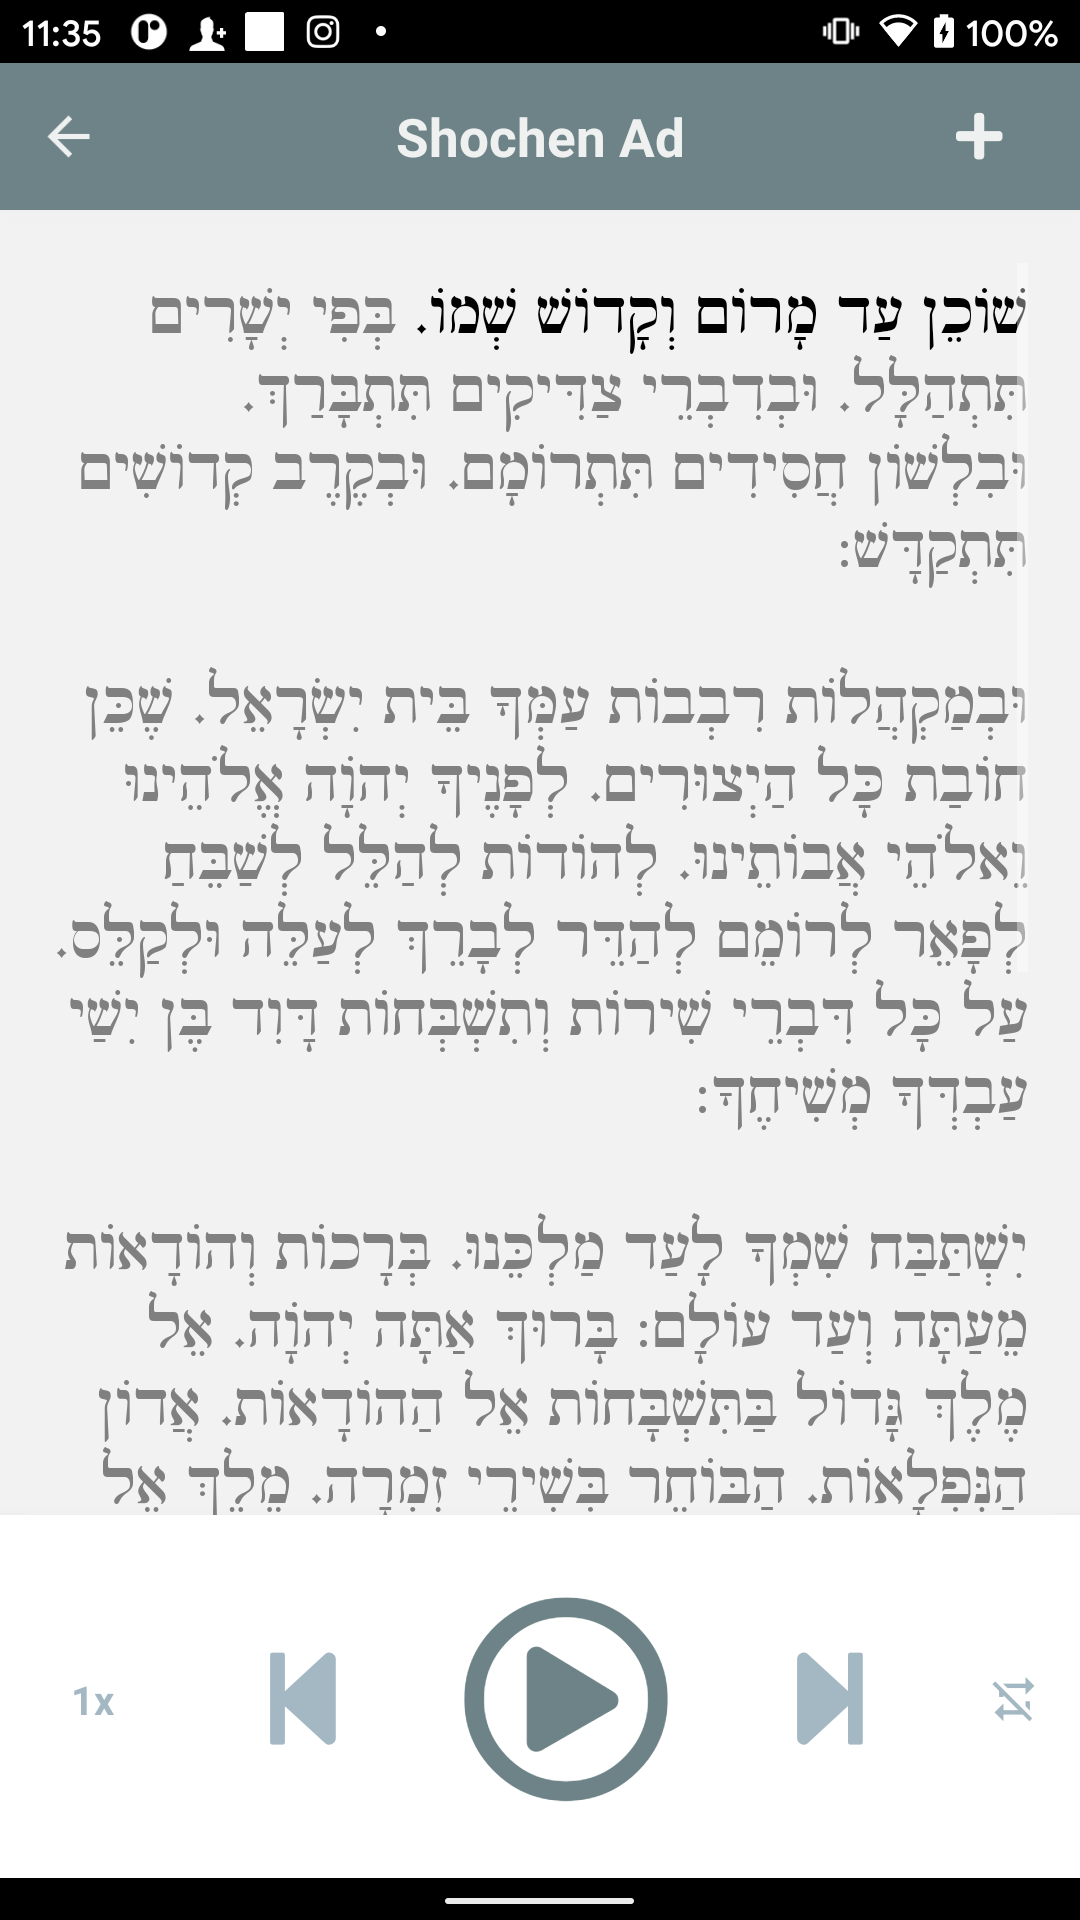 11:35
100%
Shochen Ad
שׁוֹכֵן עַד מָרוֹם וְקָדוֹשׁ שְׁמוֹ. בְּפִי יְשָׁרִים
תִּתְהַלָּל. וּבְדִבְרֵי צַדִּיקִים תִּתְבָּרַךְ.
וּבִלְשׁוֹן חֲסִידִים תִּתְרוֹמָם. וּבְקֶרֶב קְדוֹשִׁים
תִּתְקַדָּשׁ:
וּבְמַקְהֲלוֹת רִבְבוֹת עַמְּךָ בֵּית יִשְׂרָאֵל. שֶׁכֵּן
חוֹבַת כָּל הַיְצוּרִים. לְפָנֶיךָ יְהוָֹה אֱלֹהֵינוּ
וֵאלֹהֵי אֲבוֹתֵינוּ. לְהוֹדוֹת לְהַלֵּל לְשַׁבֵּחַ
לְפָאֵר לְרוֹמֵם לְהַדֵּר לְבָרֵךְ לְעַלֵּה וּלְקַלֵּס.
עַל כָּל דִּבְרֵי שִׁירוֹת וְתִשְׁבְּחוֹת דָּוִד בֶּן יִשַׁי
עַבְדְּךָ מְשִׁיחֶךָ:
יִשְׁתַּבַּח שִׁמְךָ לָעַד מַלְכֵּנוּ. בְּרָכוֹת וְהוֹדָאוֹת
מֵעַתָּה וְעַד עוֹלָם: בָּרוּךְ אַתָּה יְהוָֹה. אֵל
מֶלֶךְ גָּדוֹל בַּתִּשְׁבָּחוֹת אֵל הַהוֹדָאוֹת. אֲדוֹן
הַנִּפְלָאוֹת. הַבּוֹחֵר בְּשִׁירֵי זִמְרָה. מֶלֶךְ אֵל
1x